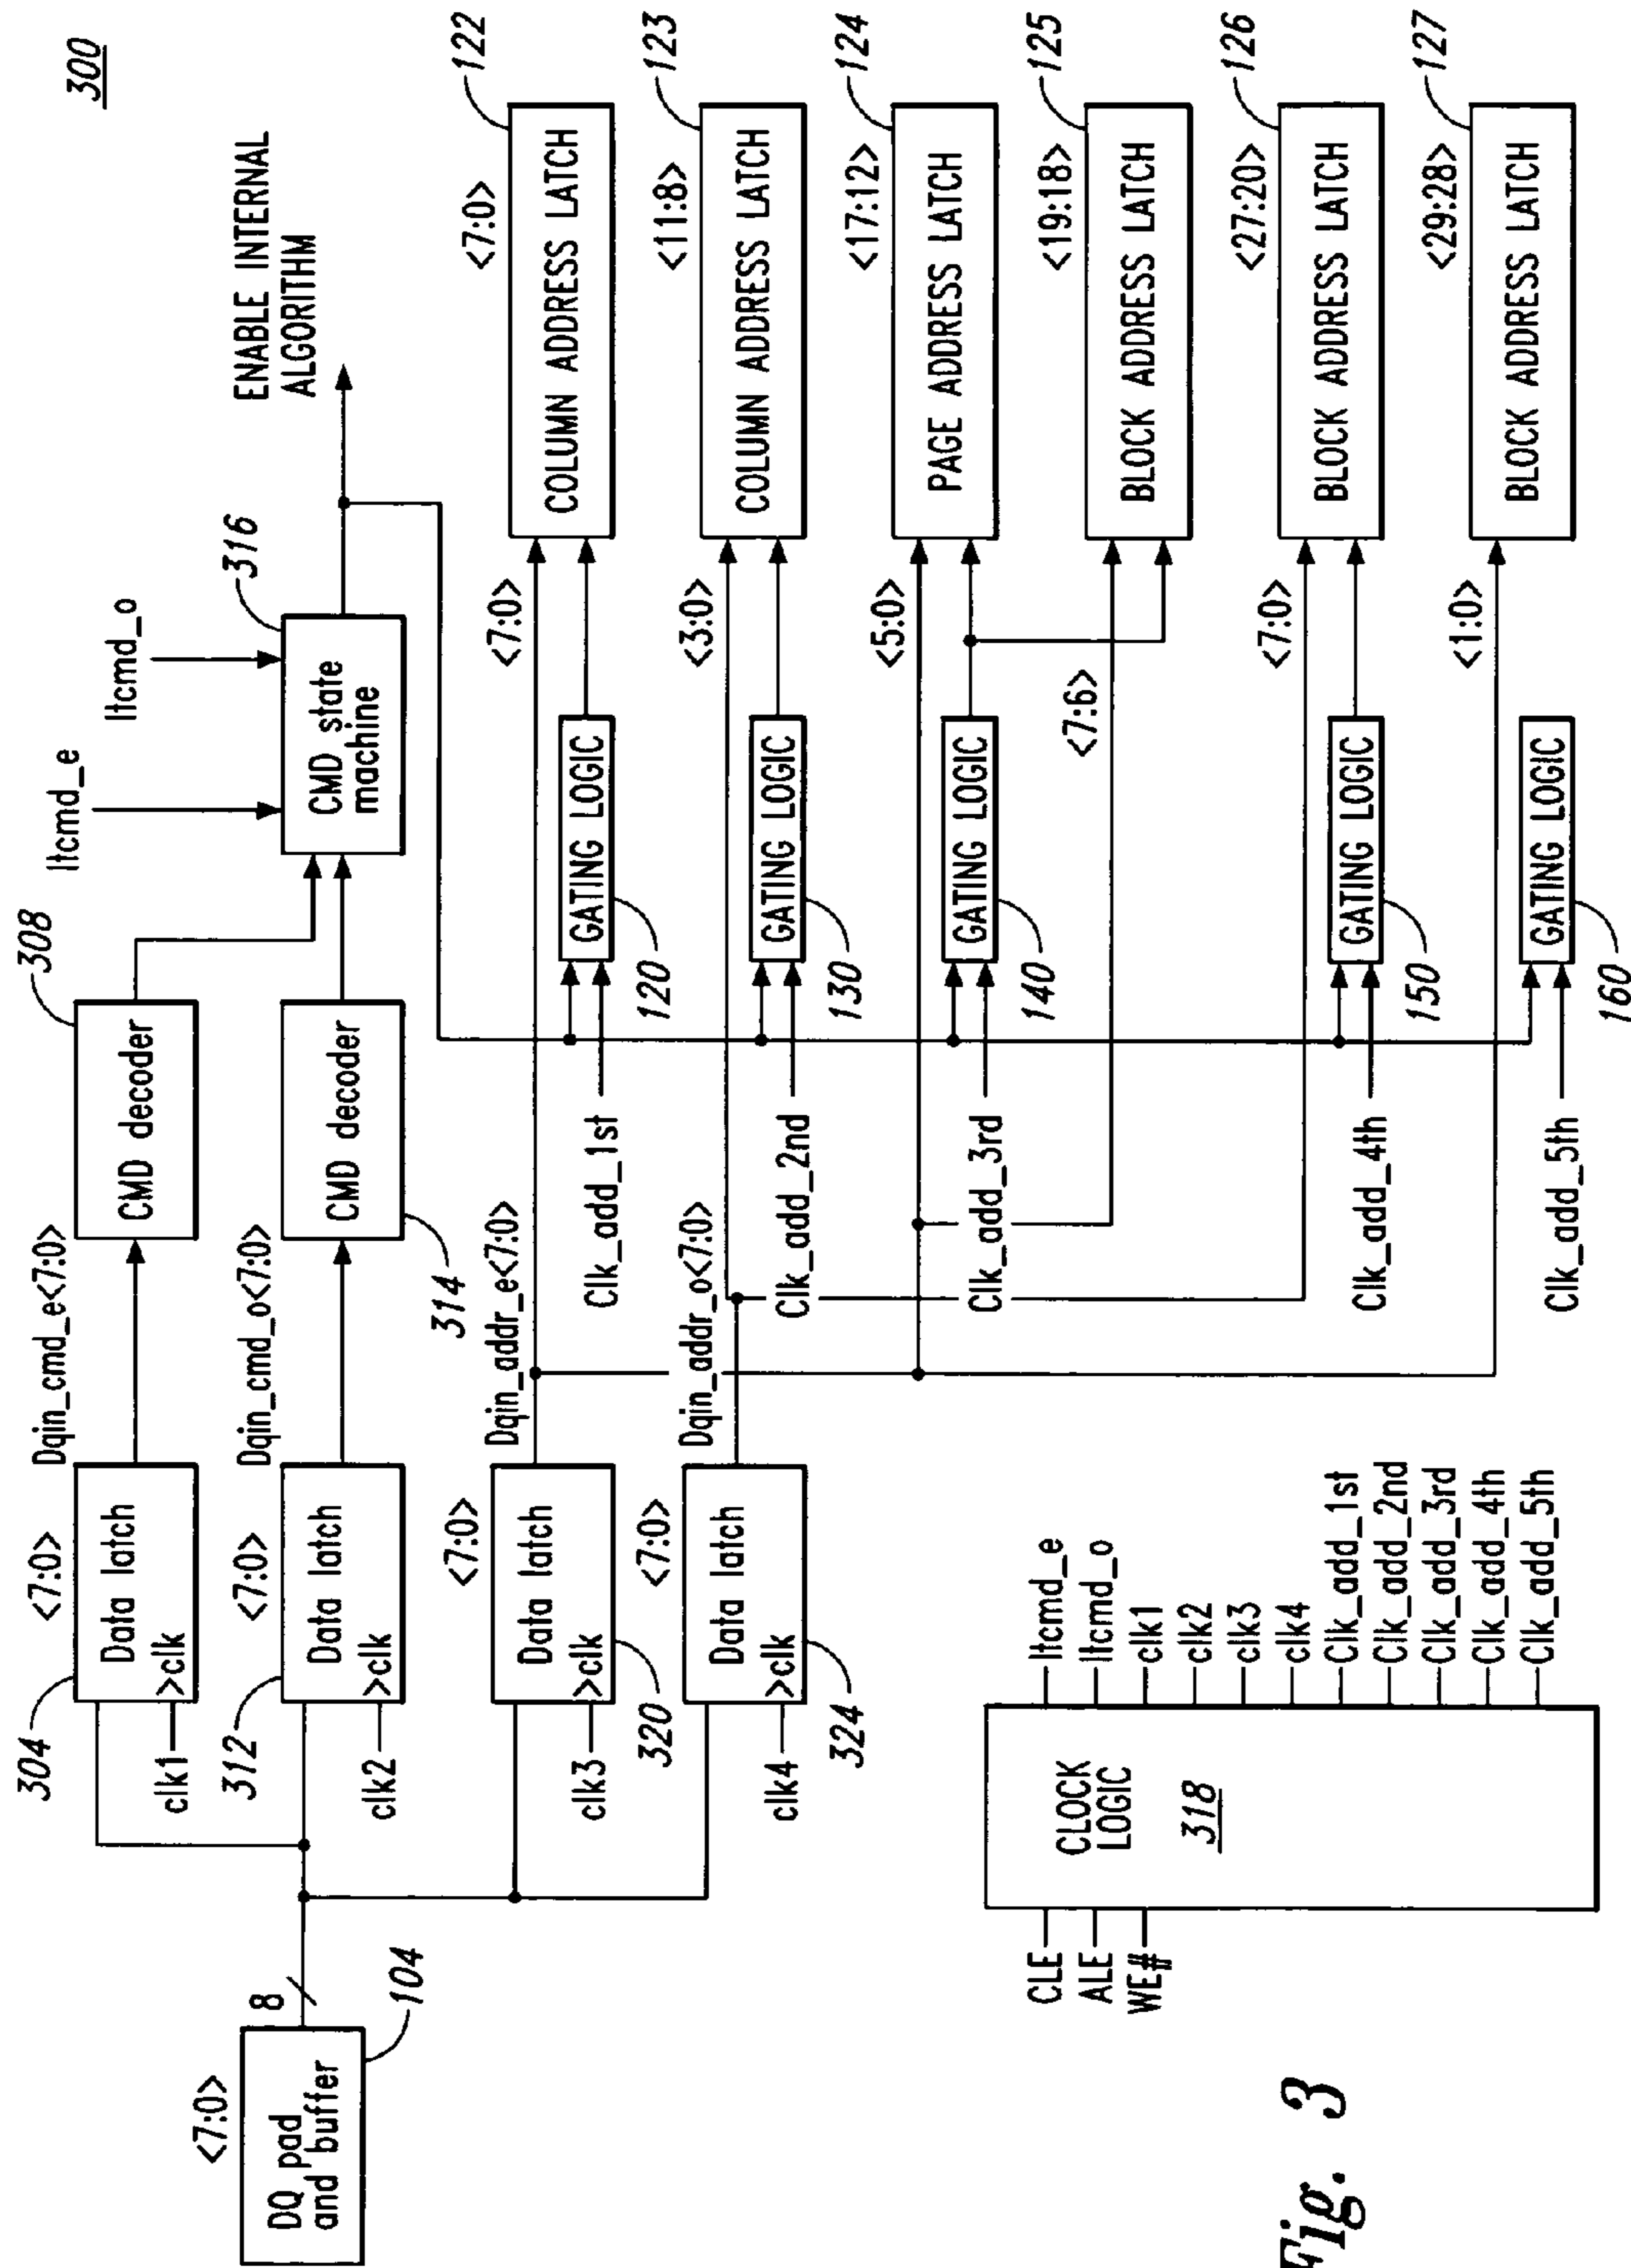 300
ENABLE INTERNAL
ALGORITHM
ltcmd_e
ltcmd_o
316
CMD state
machine
308
CMD decoder
314
CMD decoder
Dqin_cmd_e<7:0>
Dqin_cmd_o<7:0>
304
<7:0>
Data latch
>clk
clk1
312
<7:0>
Data latch
>clk
clk2
<7:0>
Data latch
>clk
clk3
320
<7:0>
Data latch
>clk
clk4
324
<7:0>
DQ pad
and buffer
104
8
Dqin_addr_e<7:0>
Dqin_addr_o<7:0>
<7:0>
<7:0>
COLUMN ADDRESS LATCH
122
GATING LOGIC
120
Clk_add_1st
<3:0>
<11:8>
COLUMN ADDRESS LATCH
123
GATING LOGIC
130
Clk_add_2nd
<5:0>
<17:12>
PAGE ADDRESS LATCH
124
GATING LOGIC
140
Clk_add_3rd
<7:6>
<19:18>
BLOCK ADDRESS LATCH
125
<7:0>
<27:20>
BLOCK ADDRESS LATCH
126
GATING LOGIC
150
Clk_add_4th
<1:0>
<29:28>
BLOCK ADDRESS LATCH
127
GATING LOGIC
160
Clk_add_5th
CLE
ALE
WE#
CLOCK
LOGIC
318
ltcmd_e
ltcmd_o
clk1
clk2
clk3
clk4
Clk_add_1st
Clk_add_2nd
Clk_add_3rd
Clk_add_4th
Clk_add_5th
Fig. 3